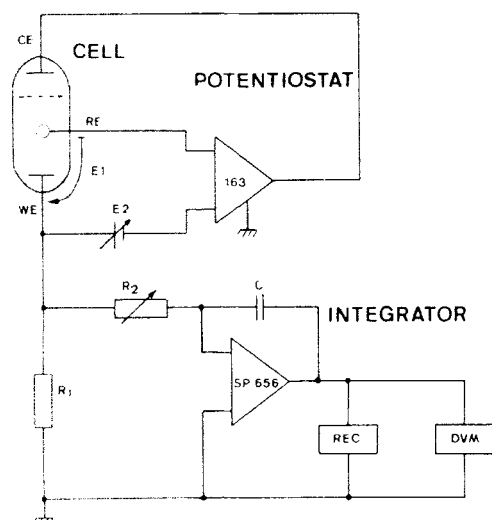 CE
CELL
POTENTIOSTAT
RE
E1
163
WE
E2
R2
C
INTEGRATOR
SP 656
R1
REC
DVM